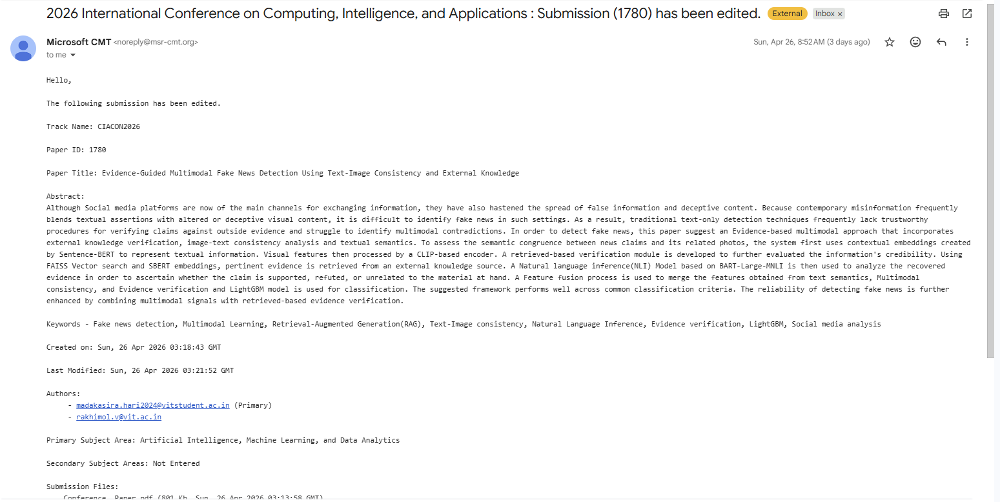 2026 International Conference on Computing, Intelligence, and Applications : Submission (1780) has been edited. External Inbox ×
Microsoft CMT <noreply@msr-cmt.org>
Sun, Apr 26, 8:52 AM (3 days ago)
to me
Hello,
The following submission has been edited.
Track Name: CIACON2026
Paper ID: 1780
Paper Title: Evidence-Guided Multimodal Fake News Detection Using Text-Image Consistency and External Knowledge
Abstract:
Although Social media platforms are now of the main channels for exchanging information, they have also hastened the spread of false information and deceptive content. Because contemporary misinformation frequently
blends textual assertions with altered or deceptive visual content, it is difficult to identify fake news in such settings. As a result, traditional text-only detection techniques frequently lack trustworthy
procedures for verifying claims against outside evidence and struggle to identify multimodal contradictions. In order to detect fake news, this paper suggest an Evidence-based multimodal approach that incorporates
external knowledge verification, image-text consistency analysis and textual semantics. To assess the semantic congruence between news claims and its related photos, the system first uses contextual embeddings created
by Sentence-BERT to represent textual information. Visual features then processed by a CLIP-based encoder. A retrieved-based verification module is developed to further evaluated the information's credibility. Using
FAISS Vector search and SBERT embeddings, pertinent evidence is retrieved from an external knowledge source. A Natural language inference(NLI) Model based on BART-Large-MNLI is then used to analyze the recovered
evidence in order to ascertain whether the claim is supported, refuted, or unrelated to the material at hand. A Feature fusion process is used to merge the features obtained from text semantics, Multimodal
consistency, and Evidence verification and LightGBM model is used for classification. The suggested framework performs well across common classification criteria. The reliability of detecting fake news is further
enhanced by combining multimodal signals with retrieved-based evidence verification.
Keywords - Fake news detection, Multimodal Learning, Retrieval-Augmented Generation(RAG), Text-Image consistency, Natural Language Inference, Evidence verification, LightGBM, Social media analysis
Created on: Sun, 26 Apr 2026 03:18:43 GMT
Last Modified: Sun, 26 Apr 2026 03:21:52 GMT
Authors:
- madakasira.hari2024@vitstudent.ac.in (Primary)
- rakhimol.v@vit.ac.in
Primary Subject Area: Artificial Intelligence, Machine Learning, and Data Analytics
Secondary Subject Areas: Not Entered
Submission Files:
Conference Paper.pdf (801 Kb, Sun, 26 Apr 2026 03:13:58 GMT)